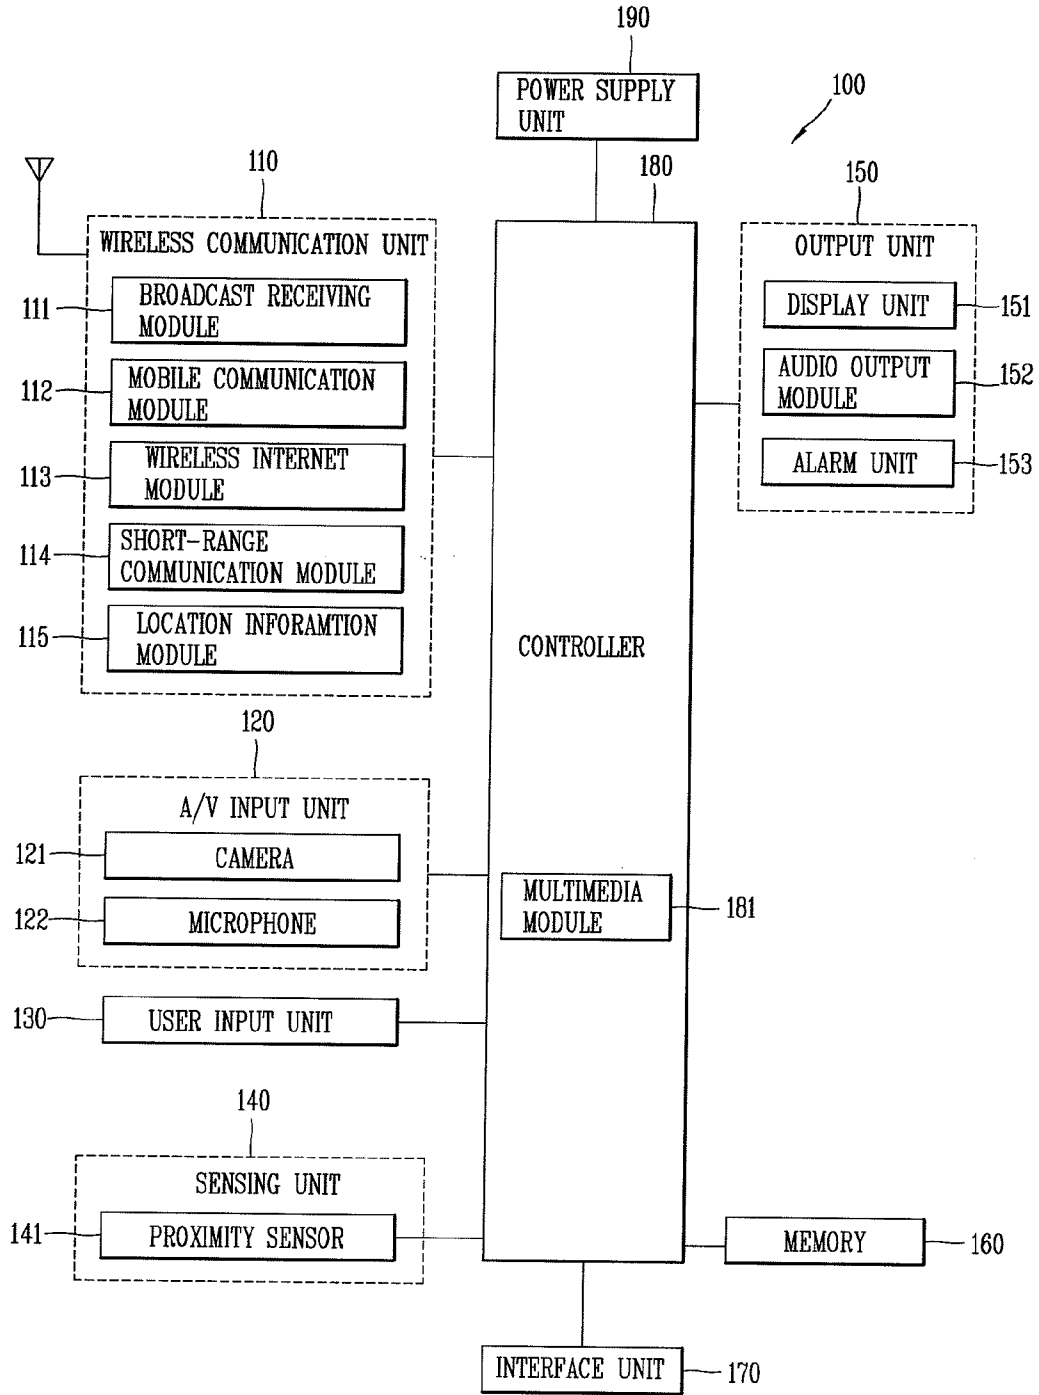 190
POWER SUPPLY
UNIT
100
110
180
150
WIRELESS COMMUNICATION UNIT
111
BROADCAST RECEIVING
MODULE
112
MOBILE COMMUNICATION
MODULE
113
WIRELESS INTERNET
MODULE
114
SHORT-RANGE
COMMUNICATION MODULE
115
LOCATION INFORAMTION
MODULE
OUTPUT UNIT
DISPLAY UNIT
151
AUDIO OUTPUT
MODULE
152
ALARM UNIT
153
CONTROLLER
120
A/V INPUT UNIT
121
CAMERA
122
MICROPHONE
MULTIMEDIA
MODULE
181
130
USER INPUT UNIT
140
SENSING UNIT
141
PROXIMITY SENSOR
MEMORY
160
INTERFACE UNIT
170